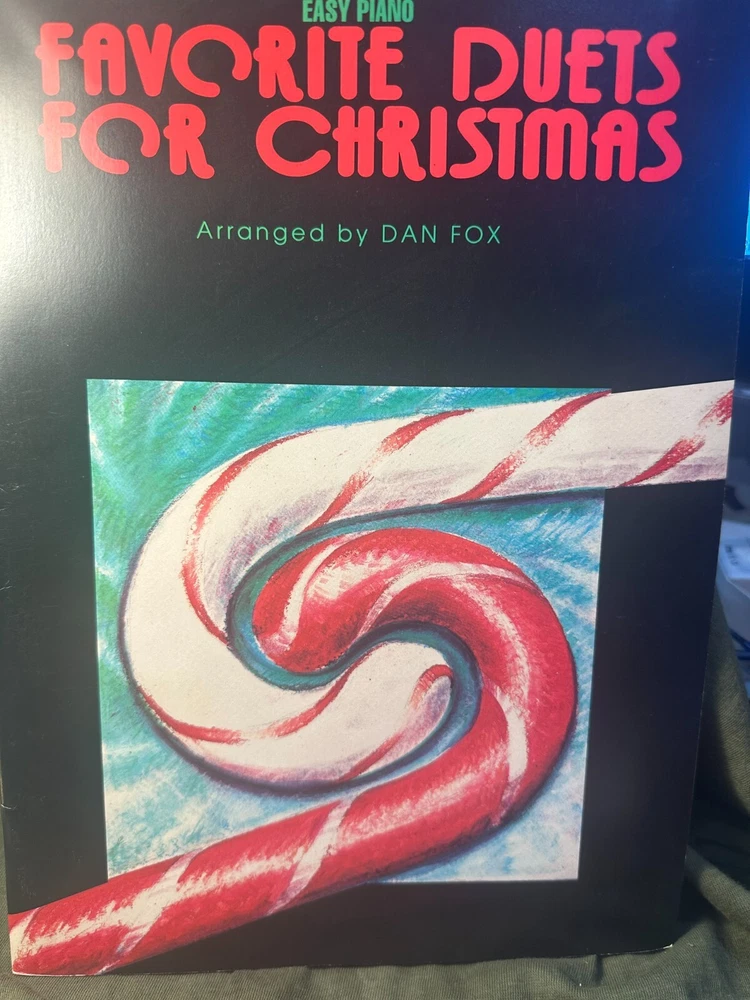 EASY PIANO
FAVORITE DUETS
FOR CHRISTMAS
Arranged by DAN FOX